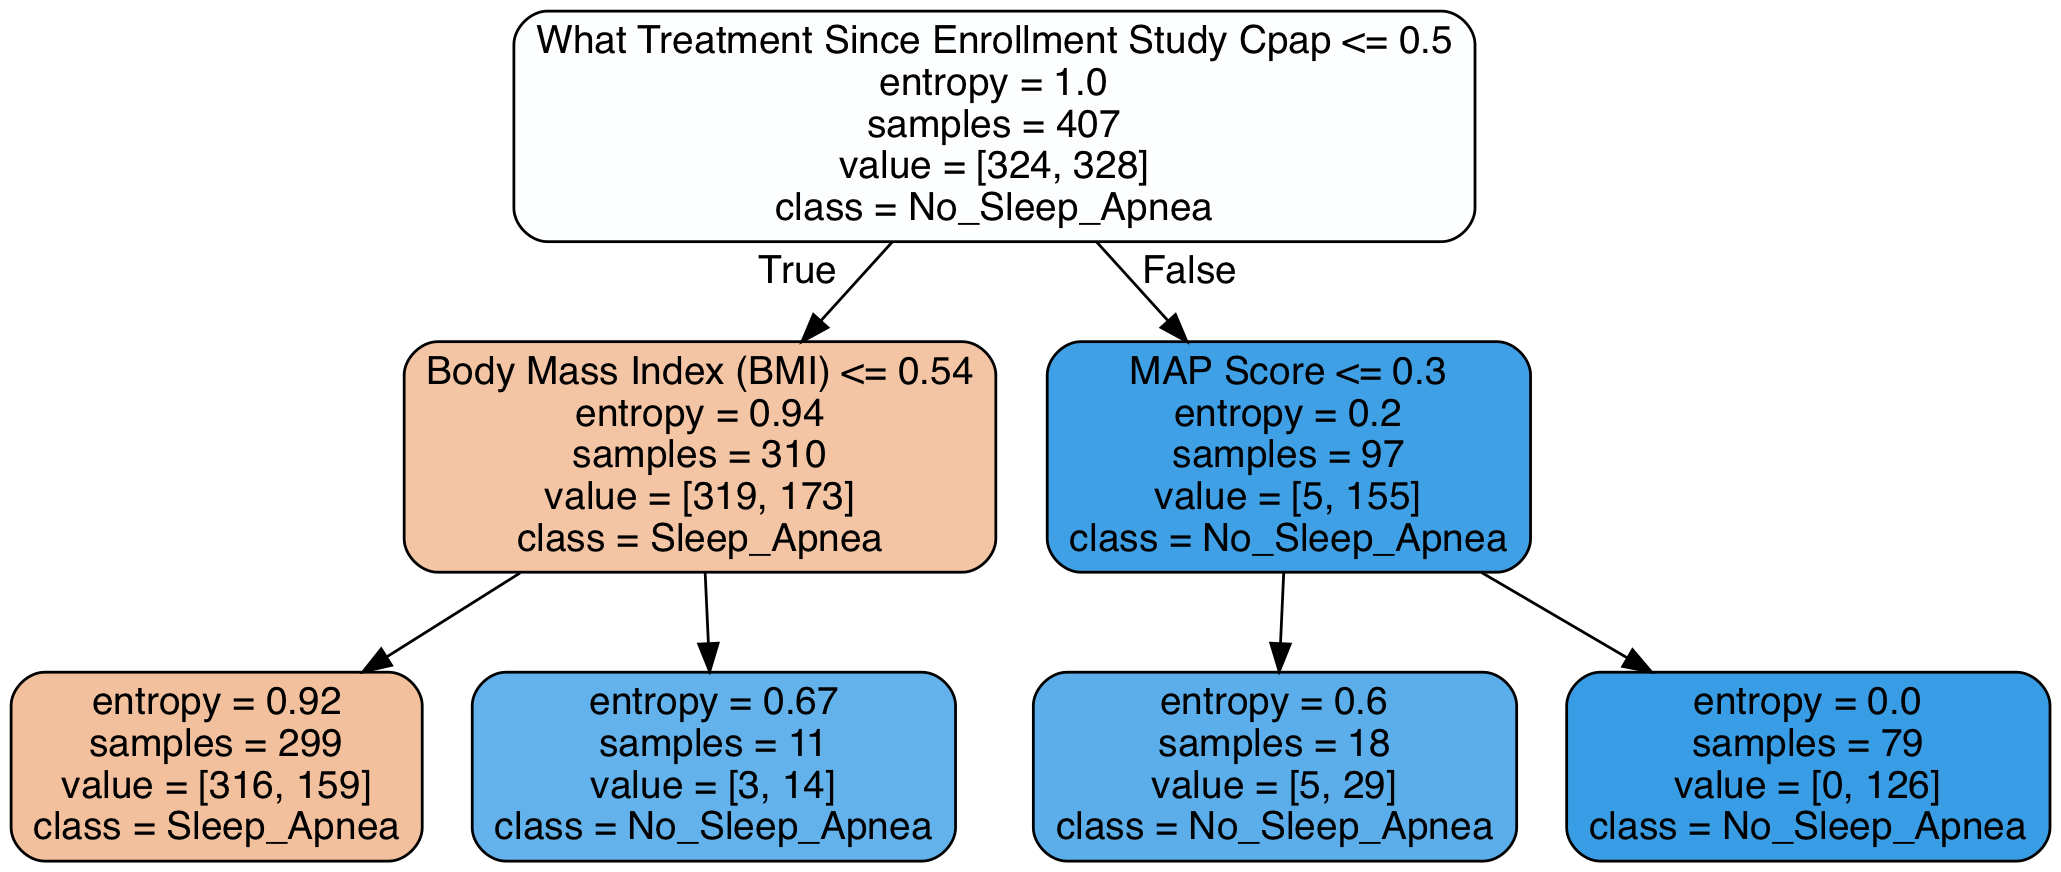 What Treatment Since Enrollment Study Cpap <= 0.5
entropy = 1.0
samples = 407
value = [324, 328]
class = No_Sleep_Apnea
True
False
Body Mass Index (BMI) <= 0.54
entropy = 0.94
samples = 310
value = [319, 173]
class = Sleep_Apnea
MAP Score <= 0.3
entropy = 0.2
samples = 97
value = [5, 155]
class = No_Sleep_Apnea
entropy = 0.92
samples = 299
value = [316, 159]
class = Sleep_Apnea
entropy = 0.67
samples = 11
value = [3, 14]
class = No_Sleep_Apnea
entropy = 0.6
samples = 18
value = [5, 29]
class = No_Sleep_Apnea
entropy = 0.0
samples = 79
value = [0, 126]
class = No_Sleep_Apnea